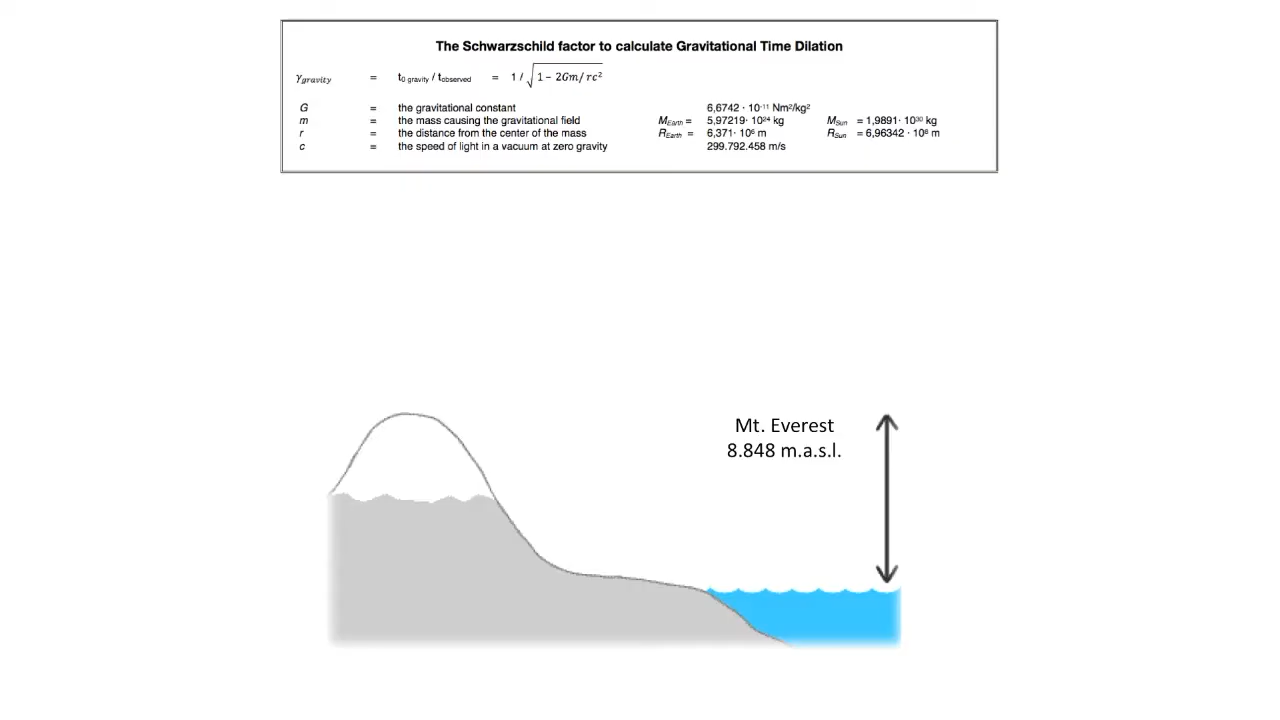 The Schwarzschild factor to calculate Gravitational Time Dilation
γgravity = t0 gravity / tobserved = 1 / √1 − 2Gm/rc²
G = the gravitational constant 6,6742 · 10⁻¹¹ Nm²/kg²
m = the mass causing the gravitational field MEarth = 5,97219· 10²⁴ kg MSun = 1,9891· 10³⁰ kg
r = the distance from the center of the mass REarth = 6,371· 10⁶ m RSun = 6,96342 · 10⁸ m
c = the speed of light in a vacuum at zero gravity 299.792.458 m/s
Mt. Everest
8.848 m.a.s.l.